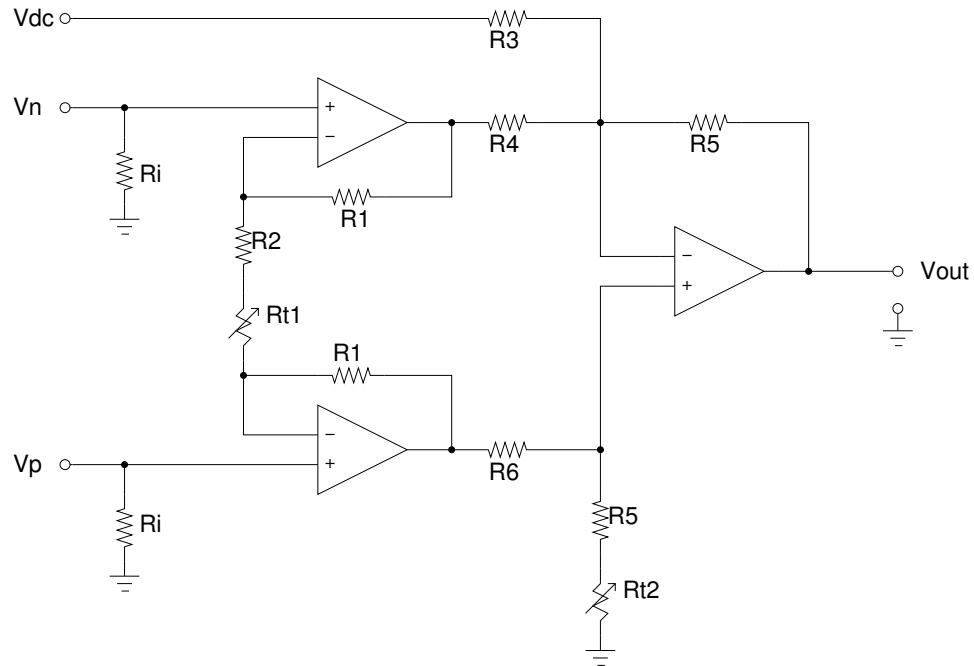 Vdc
R3
Vn
+
−
R4
R5
Ri
R1
R2
−
+
Vout
Rt1
R1
−
+
Vp
R6
Ri
R5
Rt2